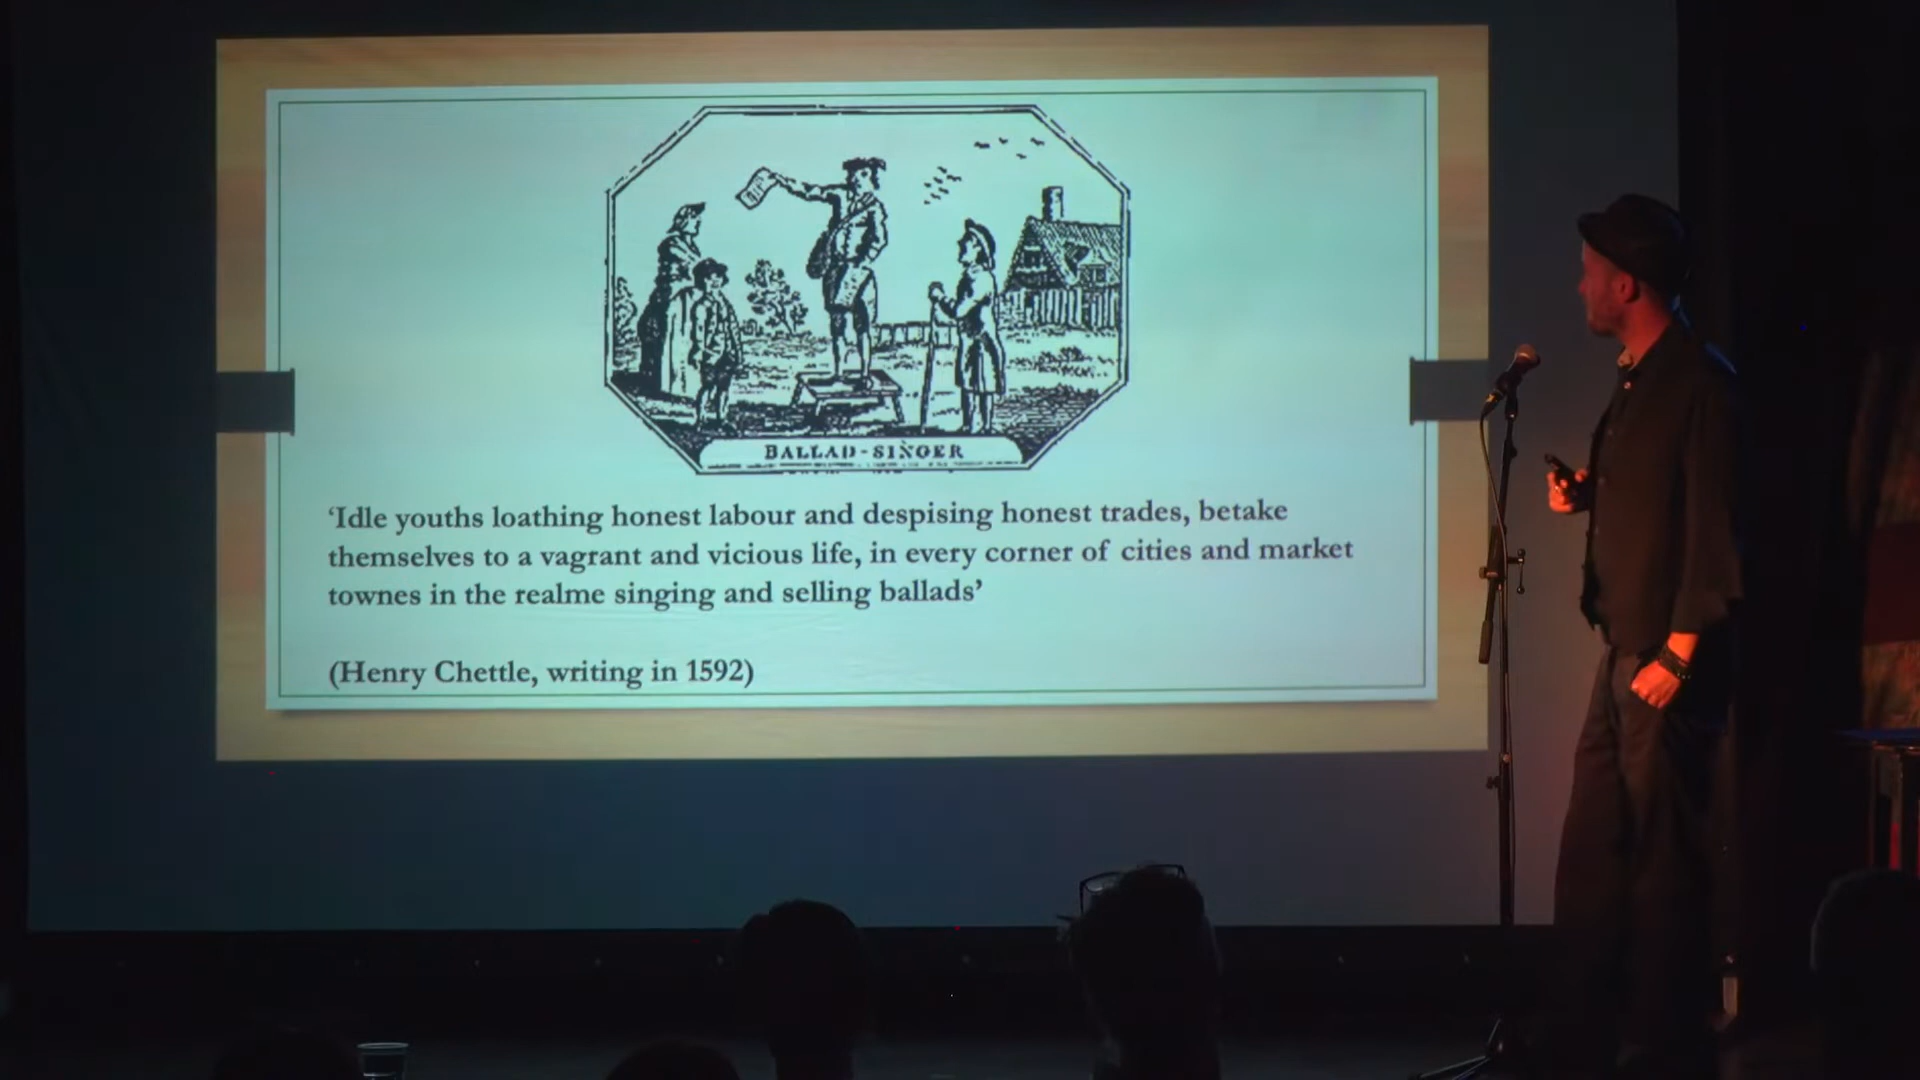 BALLAD-SINGER
‘Idle youths loathing honest labour and despising honest trades, betake
themselves to a vagrant and vicious life, in every corner of cities and market
townes in the realme singing and selling ballads’
(Henry Chettle, writing in 1592)